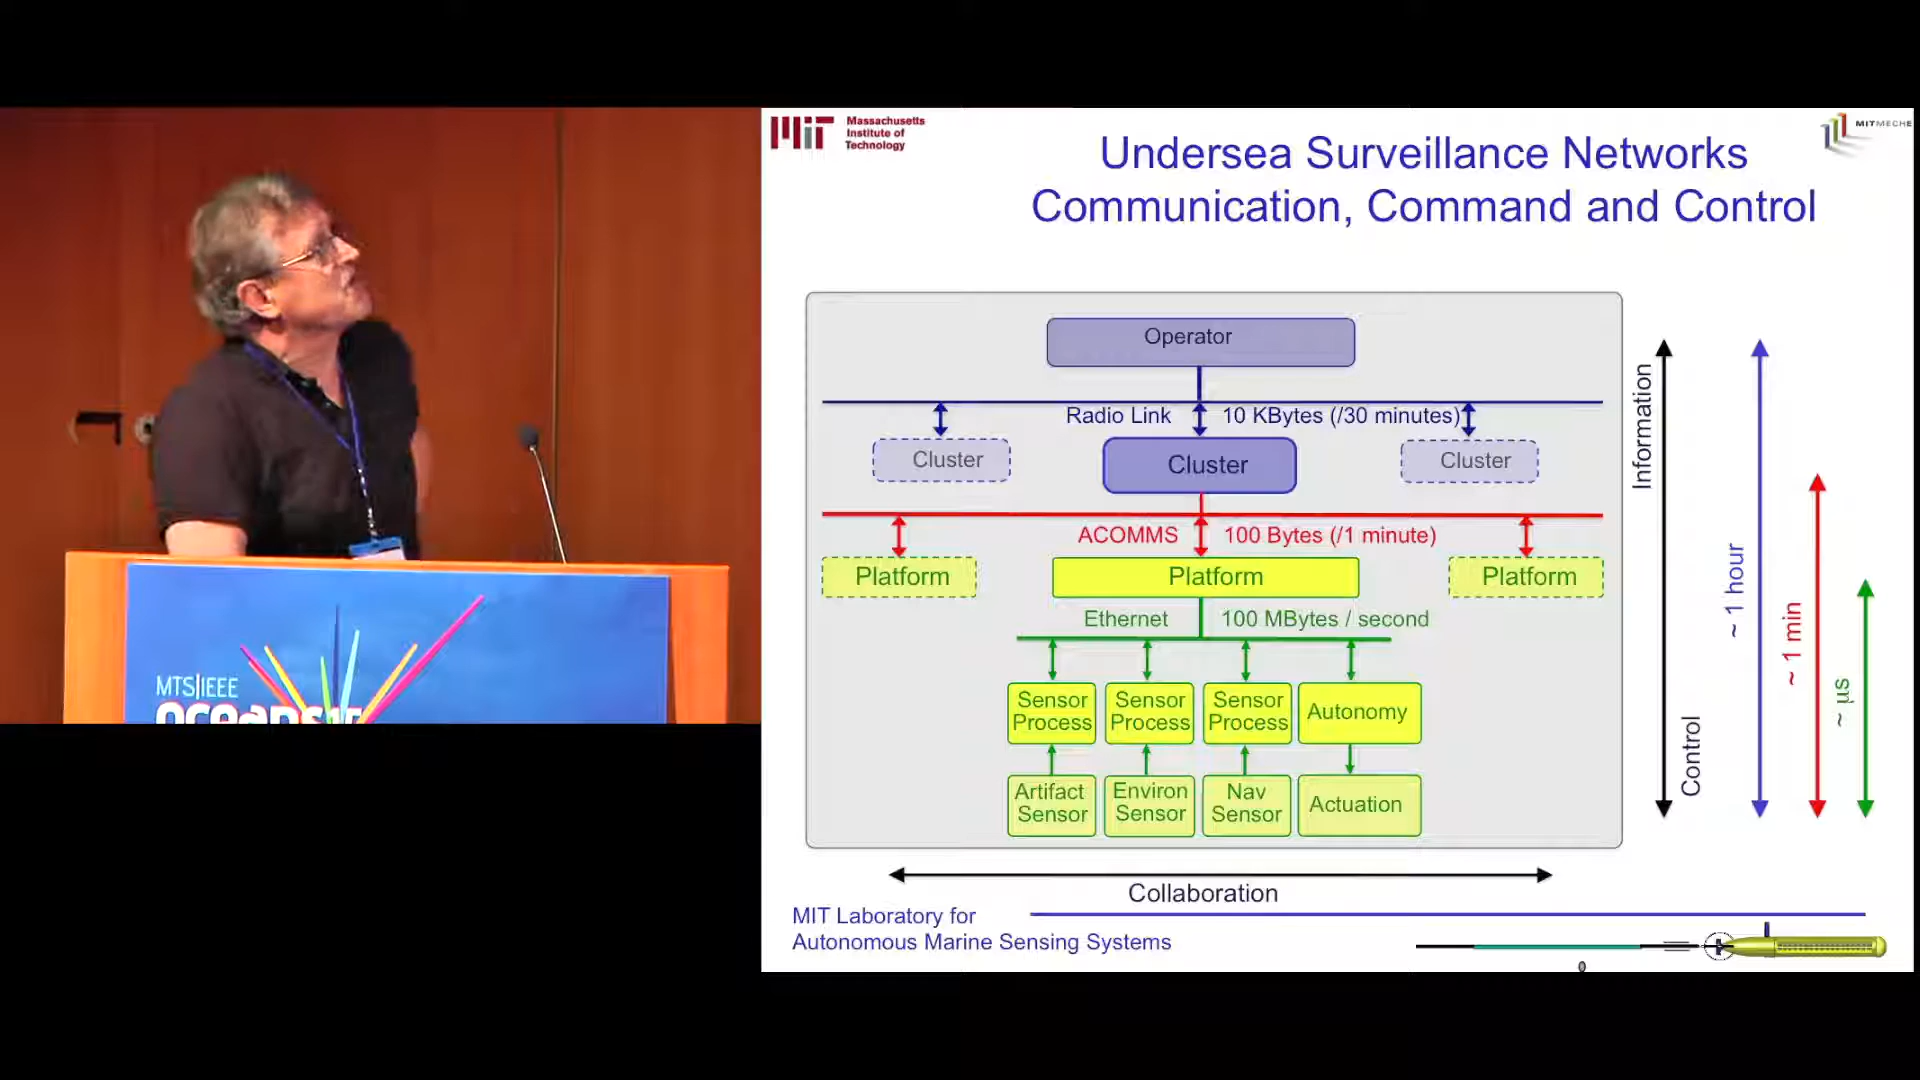 MIT
Massachusetts
Institute of
Technology
MITMECHE
Undersea Surveillance Networks
Communication, Command and Control
Operator
Radio Link
10 KBytes (/30 minutes)
Cluster
Cluster
Cluster
ACOMMS
100 Bytes (/1 minute)
Platform
Platform
Platform
Ethernet
100 MBytes / second
Sensor
Process
Sensor
Process
Sensor
Process
Autonomy
Artifact
Sensor
Environ
Sensor
Nav
Sensor
Actuation
Information
Control
~ 1 hour
~ 1 min
~ µs
Collaboration
MIT Laboratory for
Autonomous Marine Sensing Systems
0
MTS|IEEE